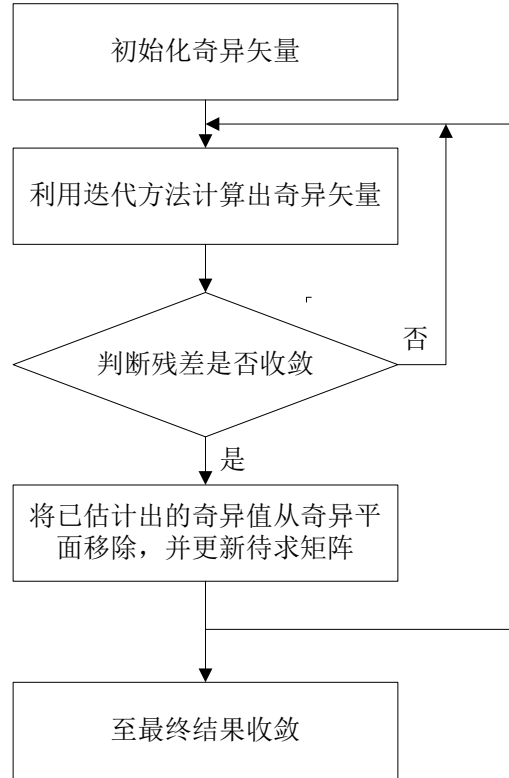 初始化奇异矢量
利用迭代方法计算出奇异矢量
判断残差是否收敛
否
是
将已估计出的奇异值从奇异平
面移除，并更新待求矩阵
至最终结果收敛